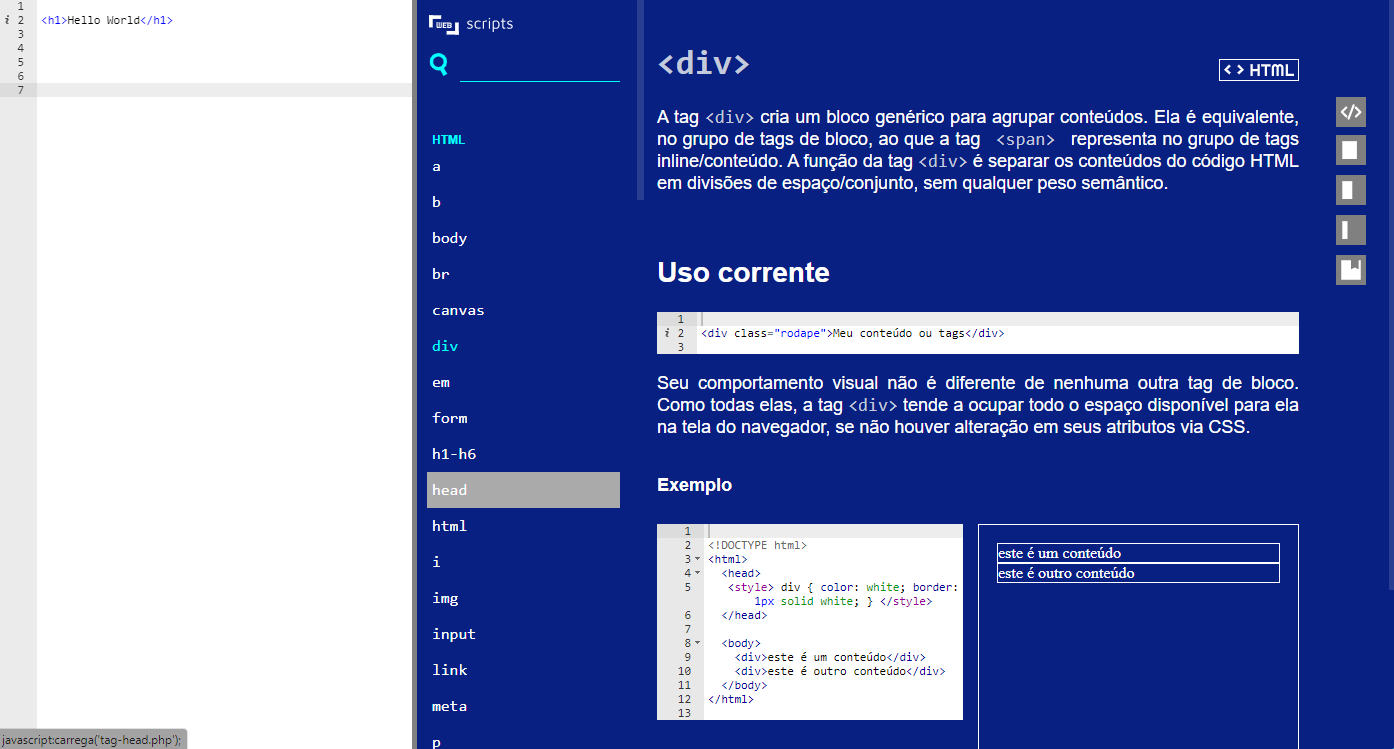 1
i 2 <h1>Hello World</h1>
3
4
5
6
7
javascript:carrega('tag-head.php');
WEB scripts
HTML
a
b
body
br
canvas
div
em
form
h1-h6
head
html
i
img
input
link
meta
p
<div>
< > HTML
A tag <div> cria um bloco genérico para agrupar conteúdos. Ela é equivalente,
no grupo de tags de bloco, ao que a tag <span> representa no grupo de tags
inline/conteúdo. A função da tag <div> é separar os conteúdos do código HTML
em divisões de espaço/conjunto, sem qualquer peso semântico.
</>
Uso corrente
1
i 2 <div class="rodape">Meu conteúdo ou tags</div>
3
Seu comportamento visual não é diferente de nenhuma outra tag de bloco.
Como todas elas, a tag <div> tende a ocupar todo o espaço disponível para ela
na tela do navegador, se não houver alteração em seus atributos via CSS.
Exemplo
1
2 <!DOCTYPE html>
3 <html>
4 <head>
5 <style> div { color: white; border:
1px solid white; } </style>
6 </head>
7
8 <body>
9 <div>este é um conteúdo</div>
10 <div>este é outro conteúdo</div>
11 </body>
12 </html>
13
este é um conteúdo
este é outro conteúdo